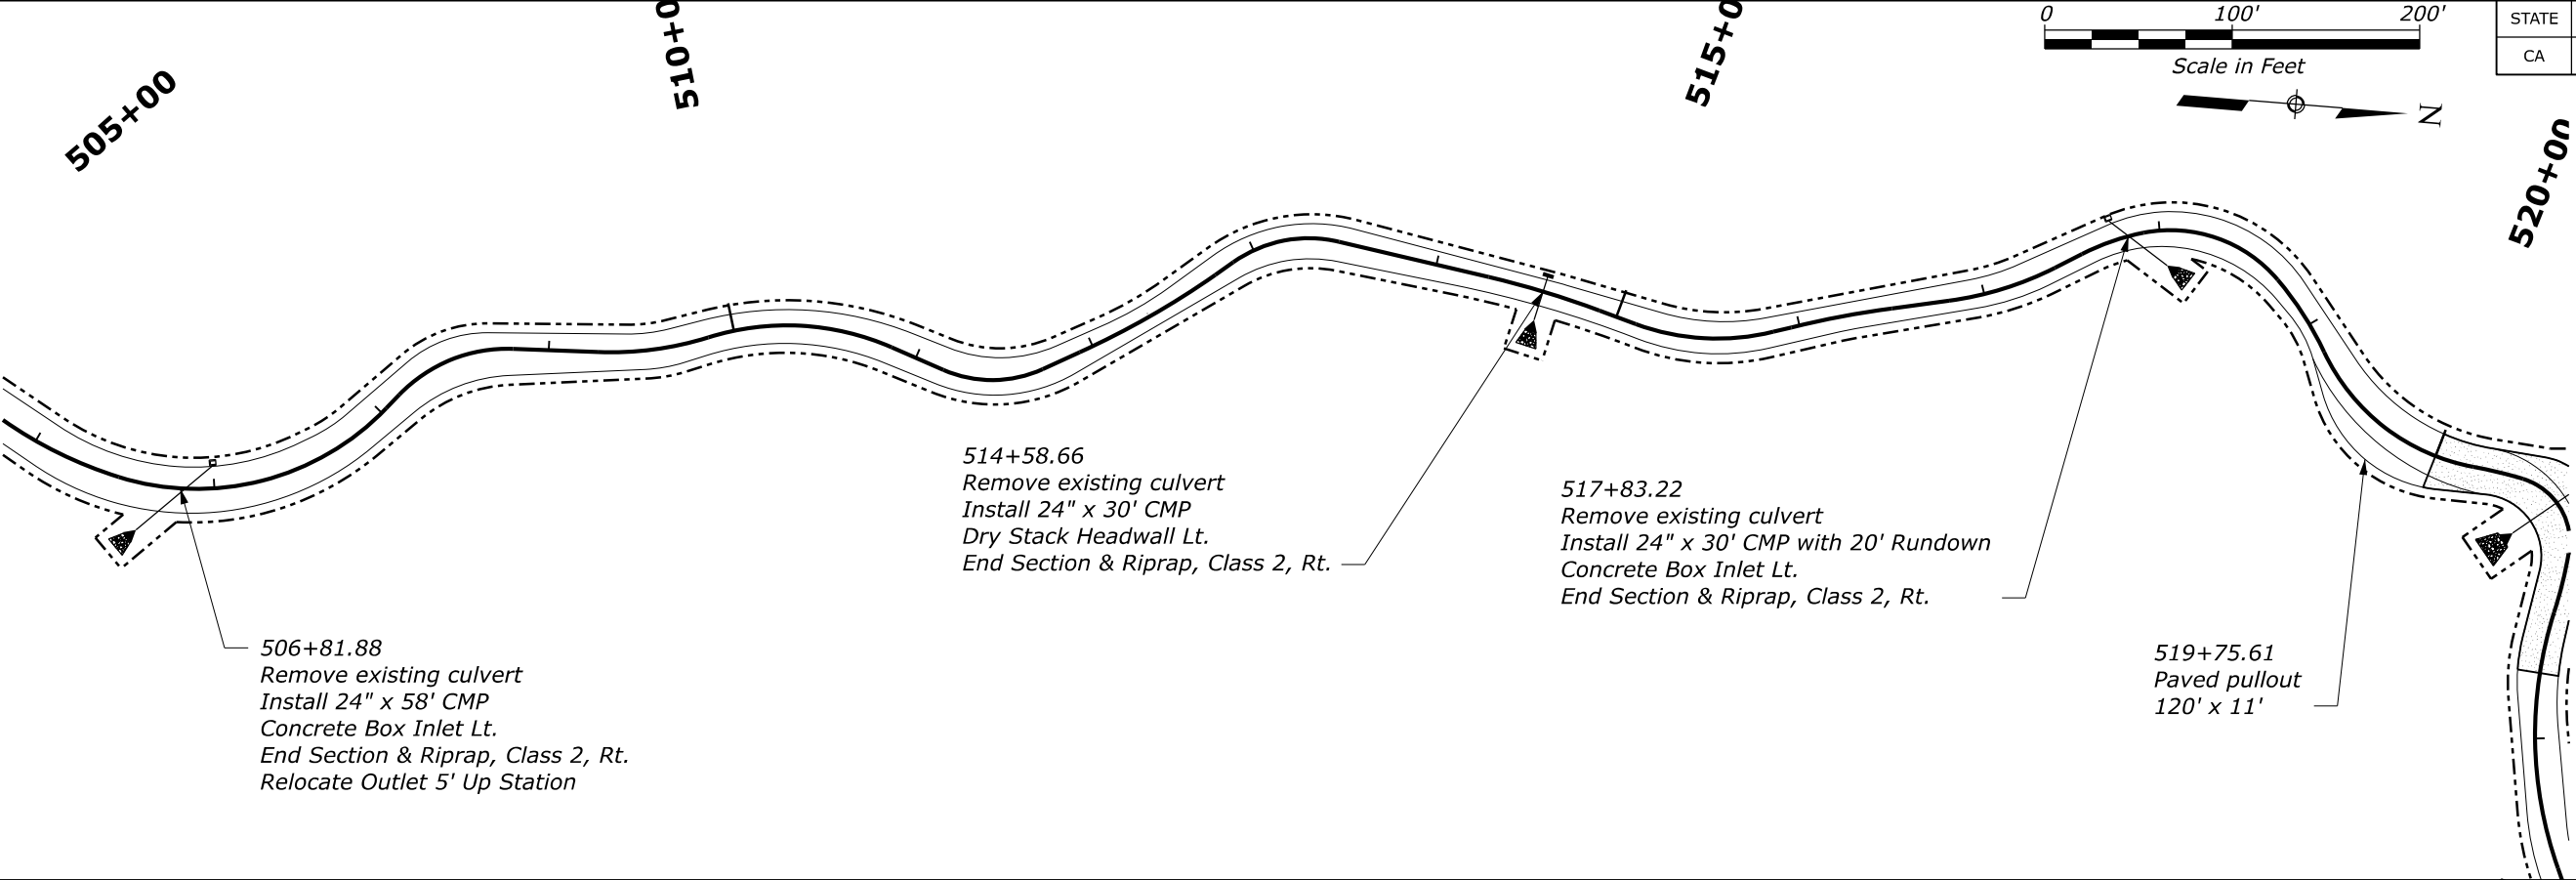 505+00
510+0
515+0
0 100' 200'
Scale in Feet
N
STATE
CA
520+00
514+58.66
Remove existing culvert
Install 24" x 30' CMP
Dry Stack Headwall Lt.
End Section & Riprap, Class 2, Rt.
517+83.22
Remove existing culvert
Install 24" x 30' CMP with 20' Rundown
Concrete Box Inlet Lt.
End Section & Riprap, Class 2, Rt.
506+81.88
Remove existing culvert
Install 24" x 58' CMP
Concrete Box Inlet Lt.
End Section & Riprap, Class 2, Rt.
Relocate Outlet 5' Up Station
519+75.61
Paved pullout
120' x 11'